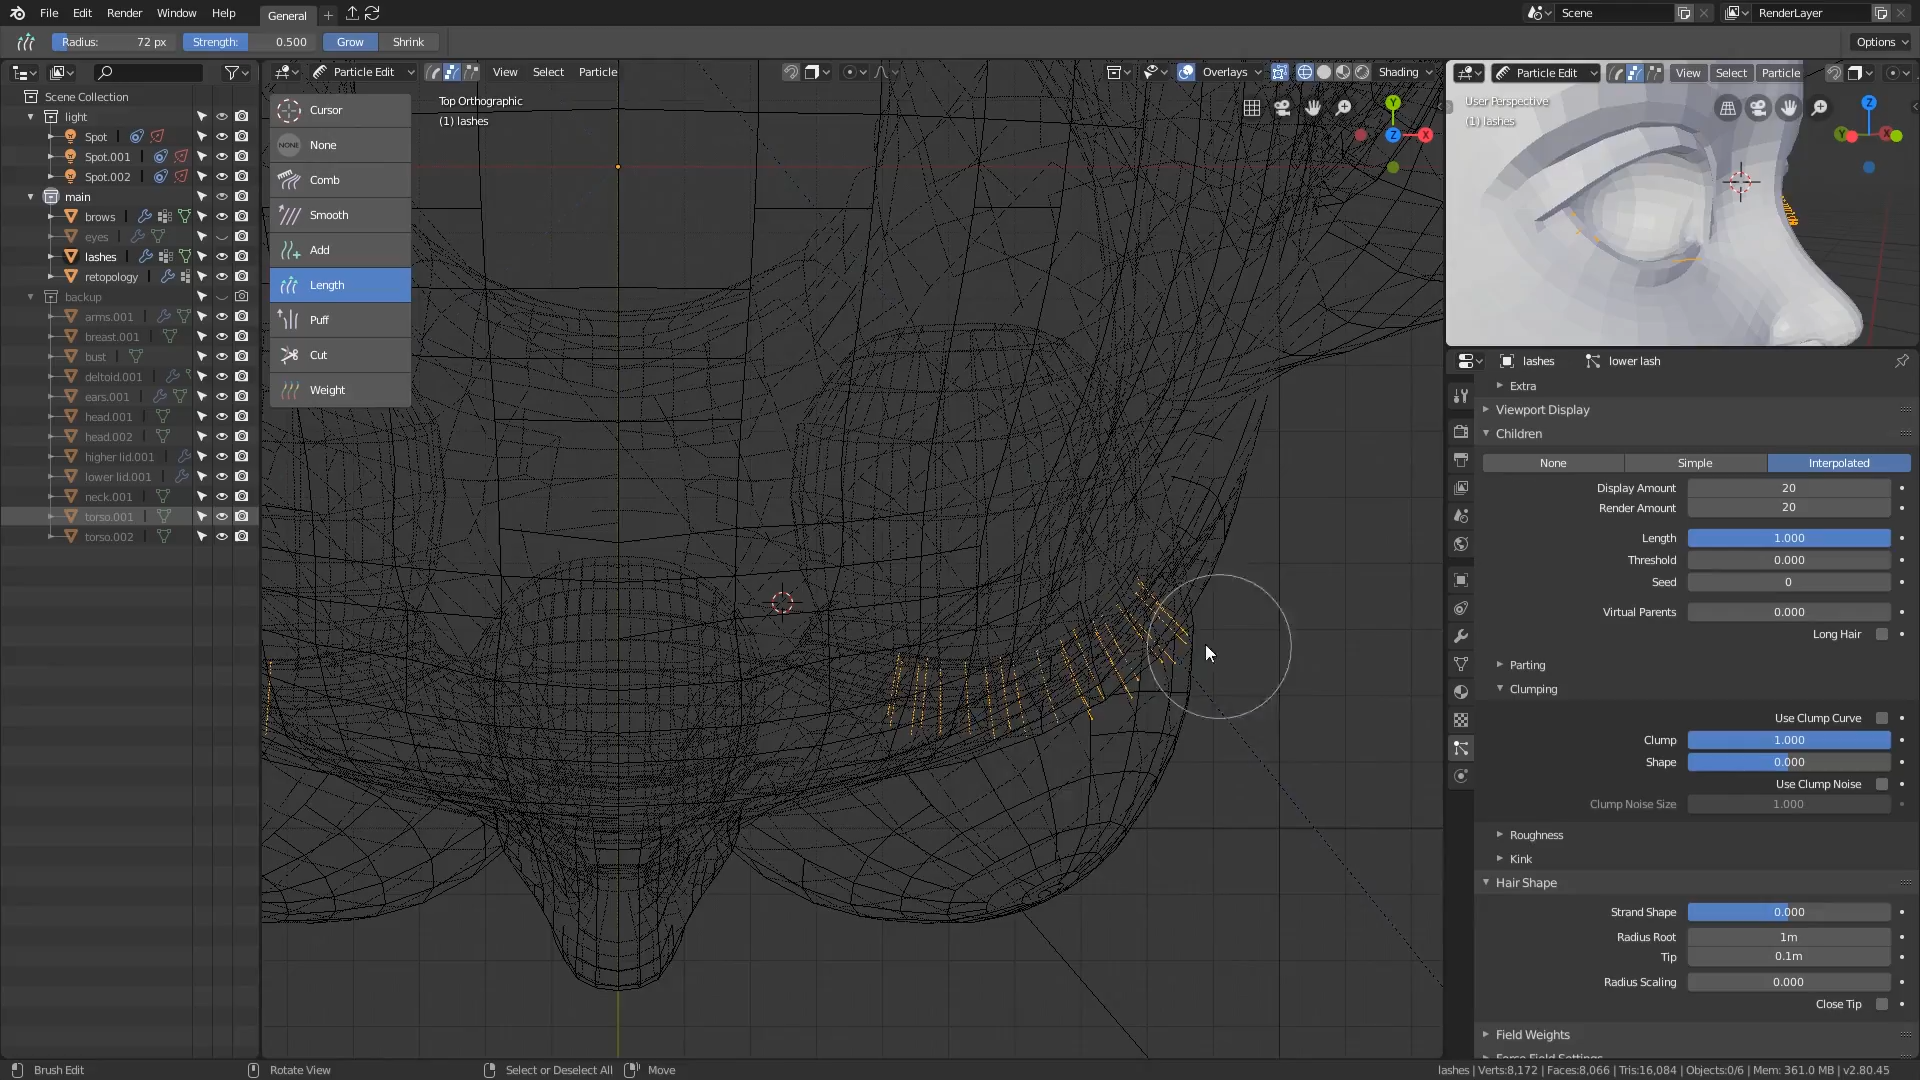 File Edit Render Window Help General Scene RenderLayer
Radius: 72 px Strength: 0.500 Grow Shrink Options
Particle Edit View Select Particle Overlays Shading
Particle Edit View Select Particle
Scene Collection
light
Spot
Spot.001
Spot.002
main
brows
eyes
lashes
retopology
backup
arms.001
breast.001
bust
deltoid.001
ears.001
head.001
head.002
higher lid.001
lower lid.001
neck.001
torso.001
torso.002
Cursor
NONE None
Comb
Smooth
Add
Length
Puff
Cut
Weight
Top Orthographic
(1) lashes
Y
Z
X
User Perspective
(1) lashes
Z
Y
X
lashes lower lash
Extra
Viewport Display
Children
None Simple Interpolated
Display Amount 20
Render Amount 20
Length 1.000
Threshold 0.000
Seed 0
Virtual Parents 0.000
Long Hair
Parting
Clumping
Use Clump Curve
Clump 1.000
Shape 0.000
Use Clump Noise
Clump Noise Size 1.000
Roughness
Kink
Hair Shape
Strand Shape 0.000
Radius Root 1m
Tip 0.1m
Radius Scaling 0.000
Close Tip
Field Weights
Force Field Settings
Brush Edit Rotate View Select or Deselect All Move lashes | Verts:8,172 | Faces:8,066 | Tris:16,084 | Objects:0/6 | Mem: 361.0 MB | v2.80.45